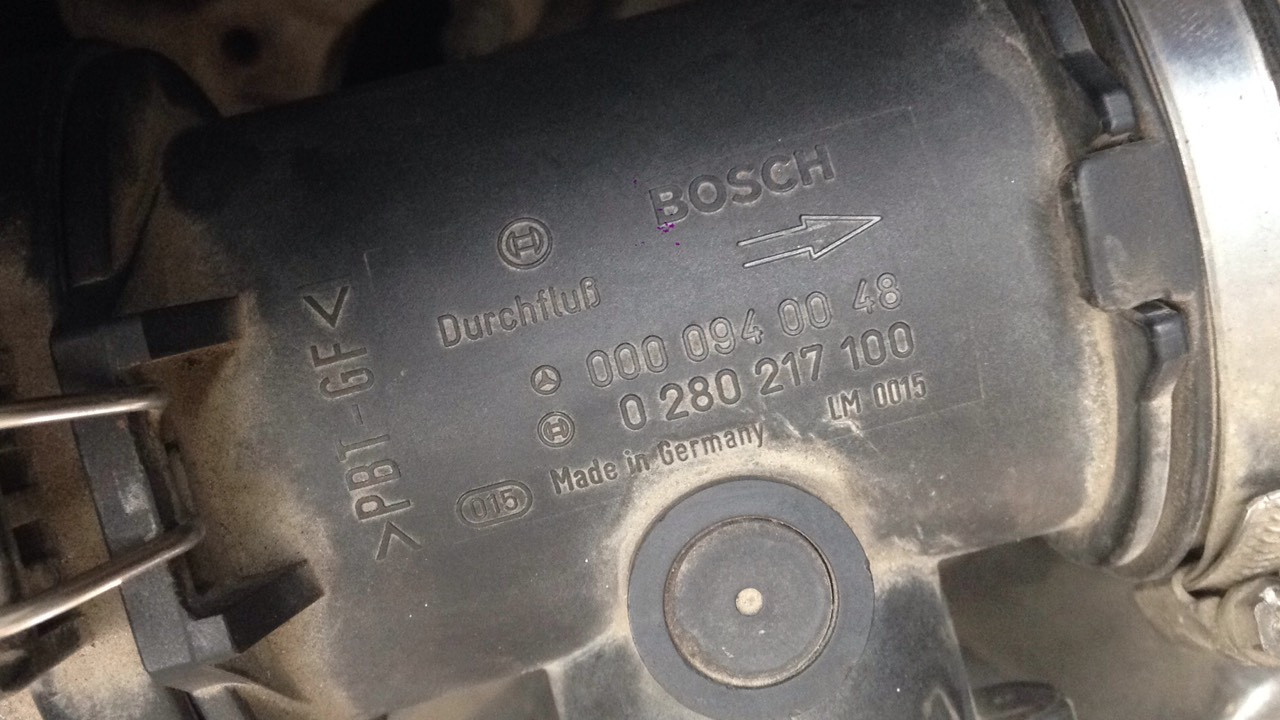 BOSCH
Durchfluß
000 094 00 48
0 280 217 100
LM 0015
Made in Germany
015
>PBT-GF<